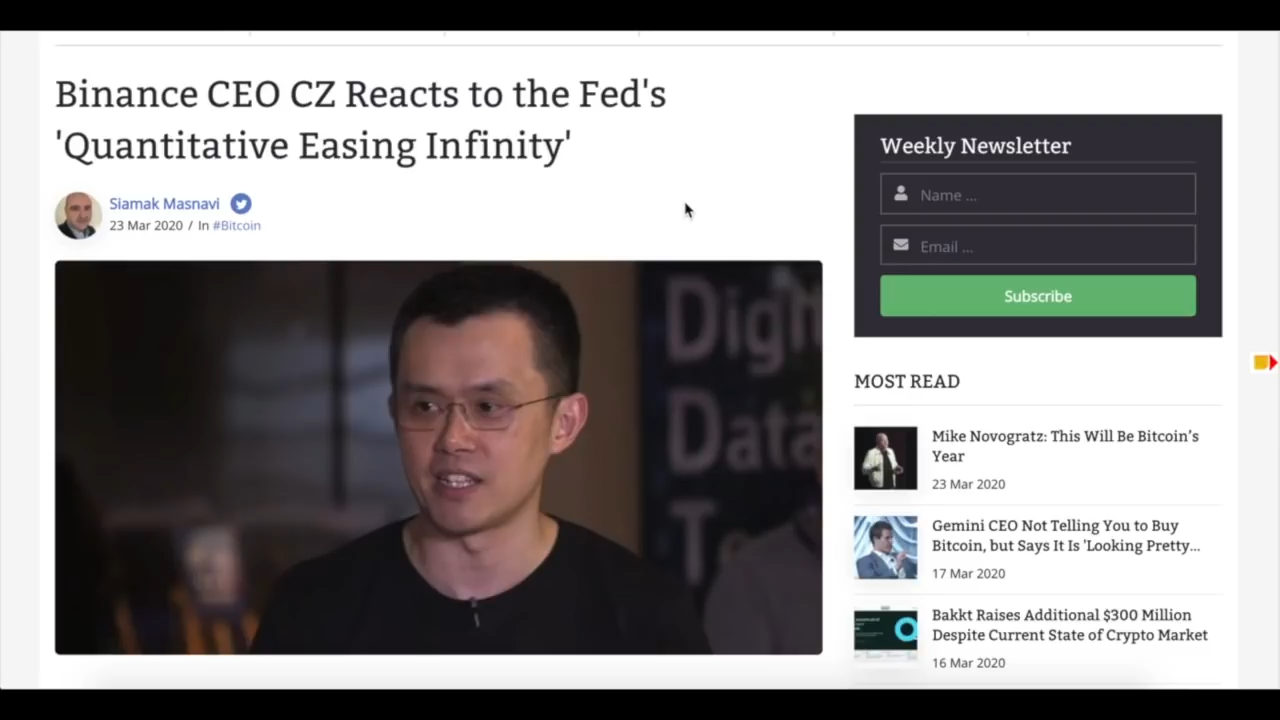 Binance CEO CZ Reacts to the Fed's
'Quantitative Easing Infinity'
Siamak Masnavi
23 Mar 2020 / In #Bitcoin
Digit
Data
Weekly Newsletter
Name ...
Email ...
Subscribe
MOST READ
Mike Novogratz: This Will Be Bitcoin's
Year
23 Mar 2020
Gemini CEO Not Telling You to Buy
Bitcoin, but Says It Is 'Looking Pretty...
17 Mar 2020
Bakkt Raises Additional $300 Million
Despite Current State of Crypto Market
16 Mar 2020